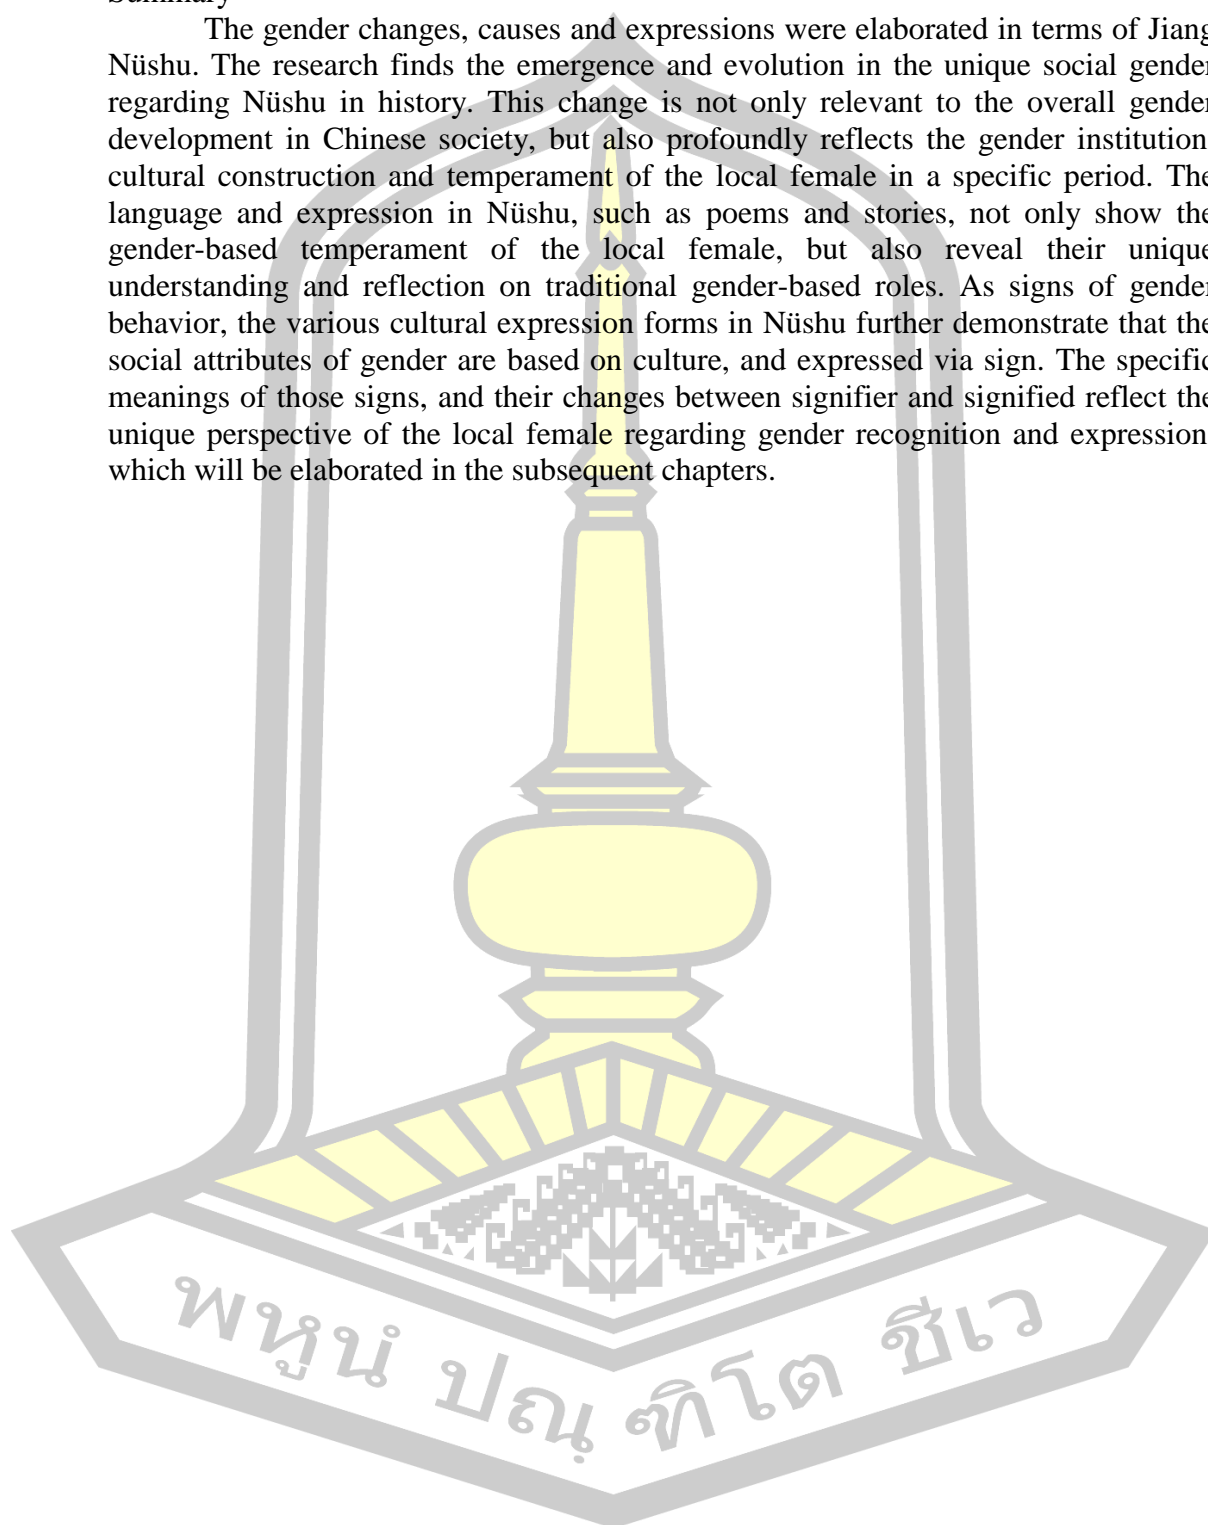 Summary
The gender changes, causes and expressions were elaborated in terms of Jiang
Nüshu. The research finds the emergence and evolution in the unique social gender
regarding Nüshu in history. This change is not only relevant to the overall gender
development in Chinese society, but also profoundly reflects the gender institution
cultural construction and temperament of the local female in a specific period. The
language and expression in Nüshu, such as poems and stories, not only show the
gender-based temperament of the local female, but also reveal their unique
understanding and reflection on traditional gender-based roles. As signs of gender
behavior, the various cultural expression forms in Nüshu further demonstrate that the
social attributes of gender are based on culture, and expressed via sign. The specific
meanings of those signs, and their changes between signifier and signified reflect the
unique perspective of the local female regarding gender recognition and expression
which will be elaborated in the subsequent chapters.
พหูนํ ปณฺ ฑิโต ชีเว